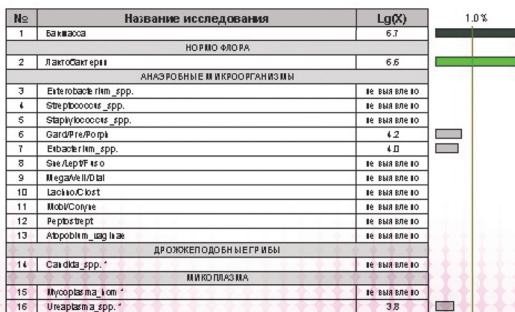 № Название исследования Lg(X) 1.0%
1 Бакмасса 6.7
НОРМОФЛОРА
2 Лактобактерии 6.6
АНАЭРОБНЫЕ МИКРООРГАНИЗМЫ
3 Enterobacterium_spp. не выявлено
4 Streptococcus_spp. не выявлено
5 Staphylococcus_spp. не выявлено
6 Gard/Pre/Porph 4.2
7 Eubacterium_spp. 4.0
8 Sne/Lept/Fuso не выявлено
9 Mega/Veil/Dial не выявлено
10 Lachno/Clost не выявлено
11 Mobi/Coryne не выявлено
12 Peptostrept не выявлено
13 Atopobium_vaginae не выявлено
ДРОЖЖЕПОДОБНЫЕ ГРИБЫ
14 Candida_spp. * не выявлено
МИКОПЛАЗМА
15 Mycoplasma_hom * не выявлено
16 Ureaplasma_spp. * 3.8